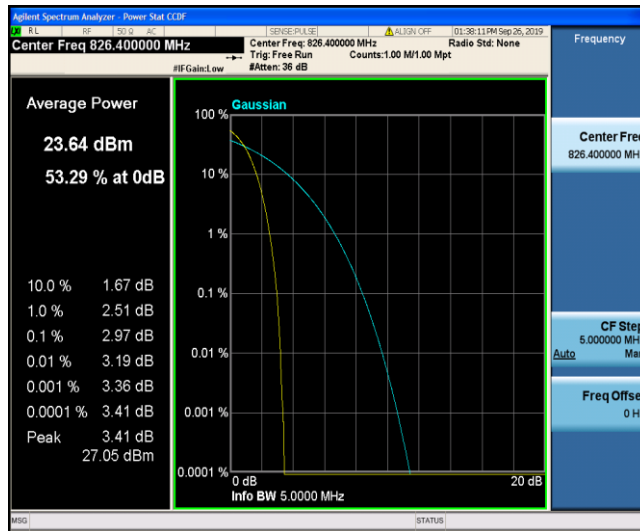 Agilent Spectrum Analyzer - Power Stat CCDF
RL RF 50 Ω AC SENSE:PULSE ALIGN OFF 01:38:11 PM Sep 26, 2019
Center Freq 826.400000 MHz
Center Freq: 826.400000 MHz Radio Std: None
Trig: Free Run Counts:1.00 M/1.00 Mpt
#IFGain:Low #Atten: 36 dB
Frequency
Average Power
23.64 dBm
53.29 % at 0dB
10.0 % 1.67 dB
1.0 % 2.51 dB
0.1 % 2.97 dB
0.01 % 3.19 dB
0.001 % 3.36 dB
0.0001 % 3.41 dB
Peak 3.41 dB
27.05 dBm
Gaussian
100 %
10 %
1 %
0.1 %
0.01 %
0.001 %
0.0001 %
0 dB 20 dB
Info BW 5.0000 MHz
Center Fre
826.400000 MH
CF Step
5.000000 MH
Auto Ma
Freq Offse
0 H
MSG STATUS